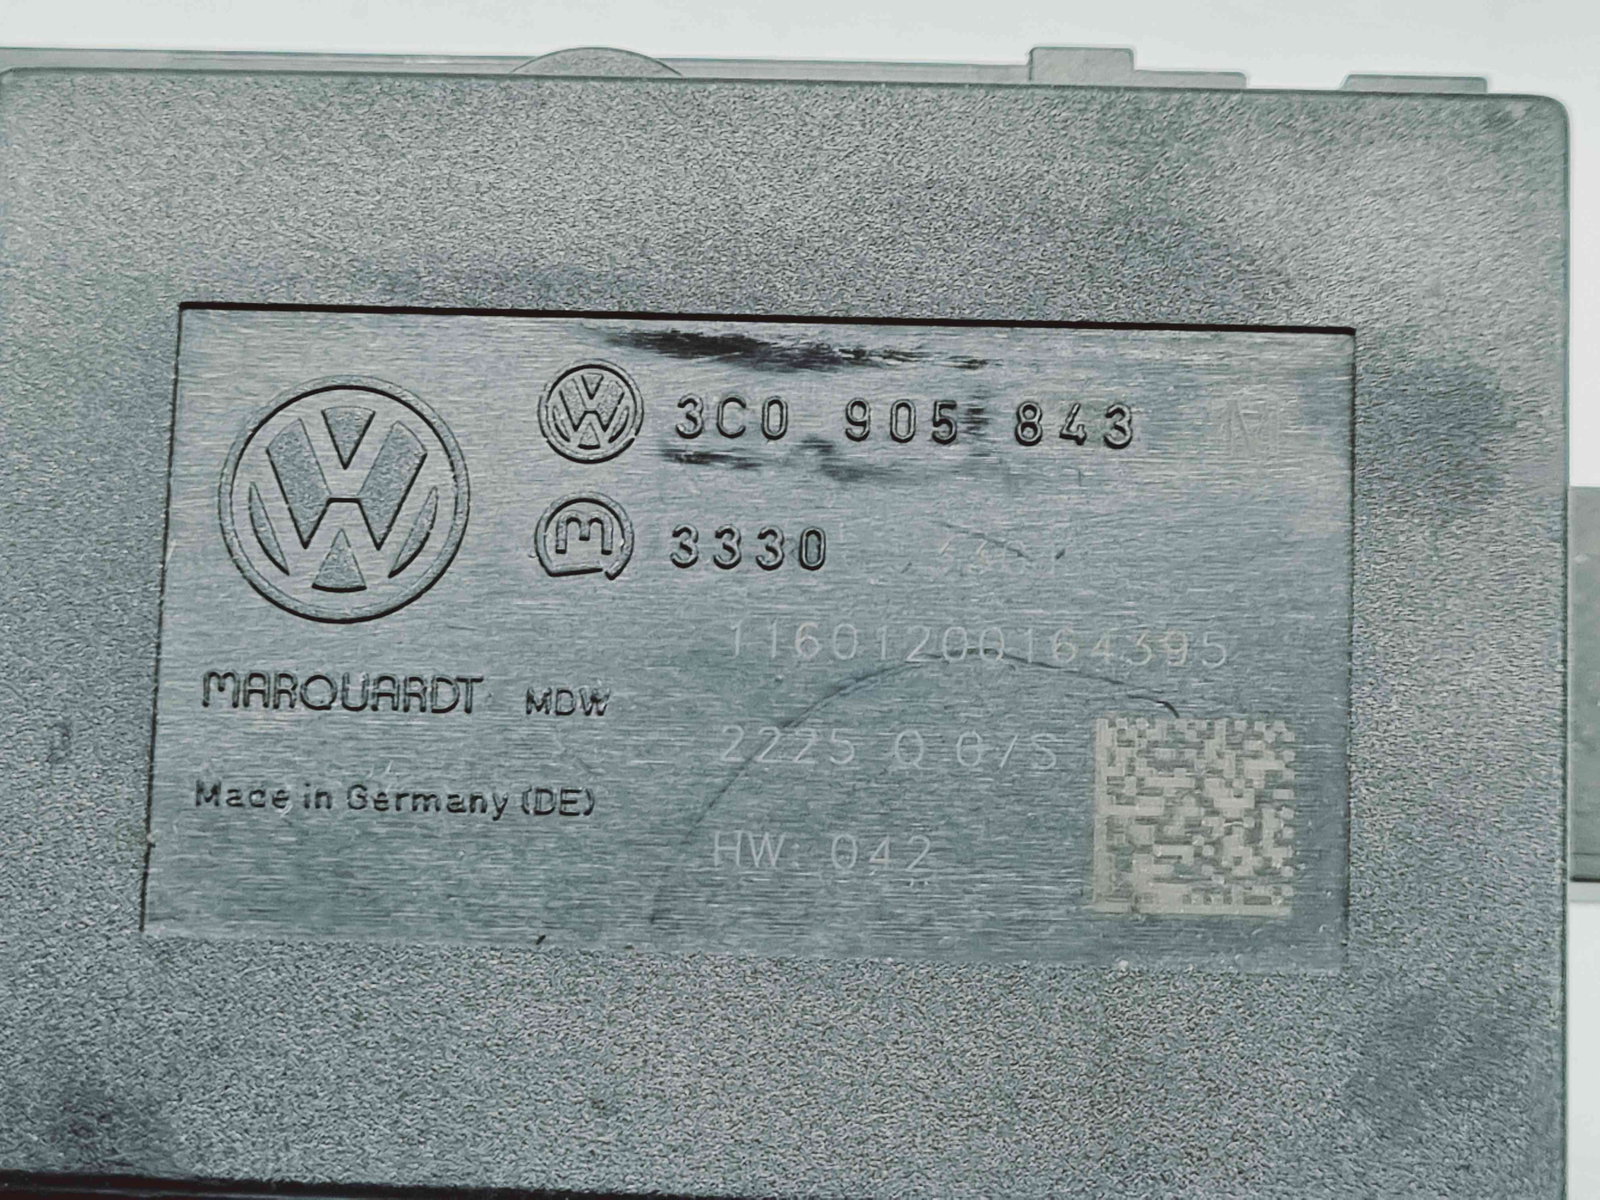 3C0 905 843
3330
11601200164395
MARQUARDT MDW
2225 Q 0/S
Made in Germany (DE)
HW: 042